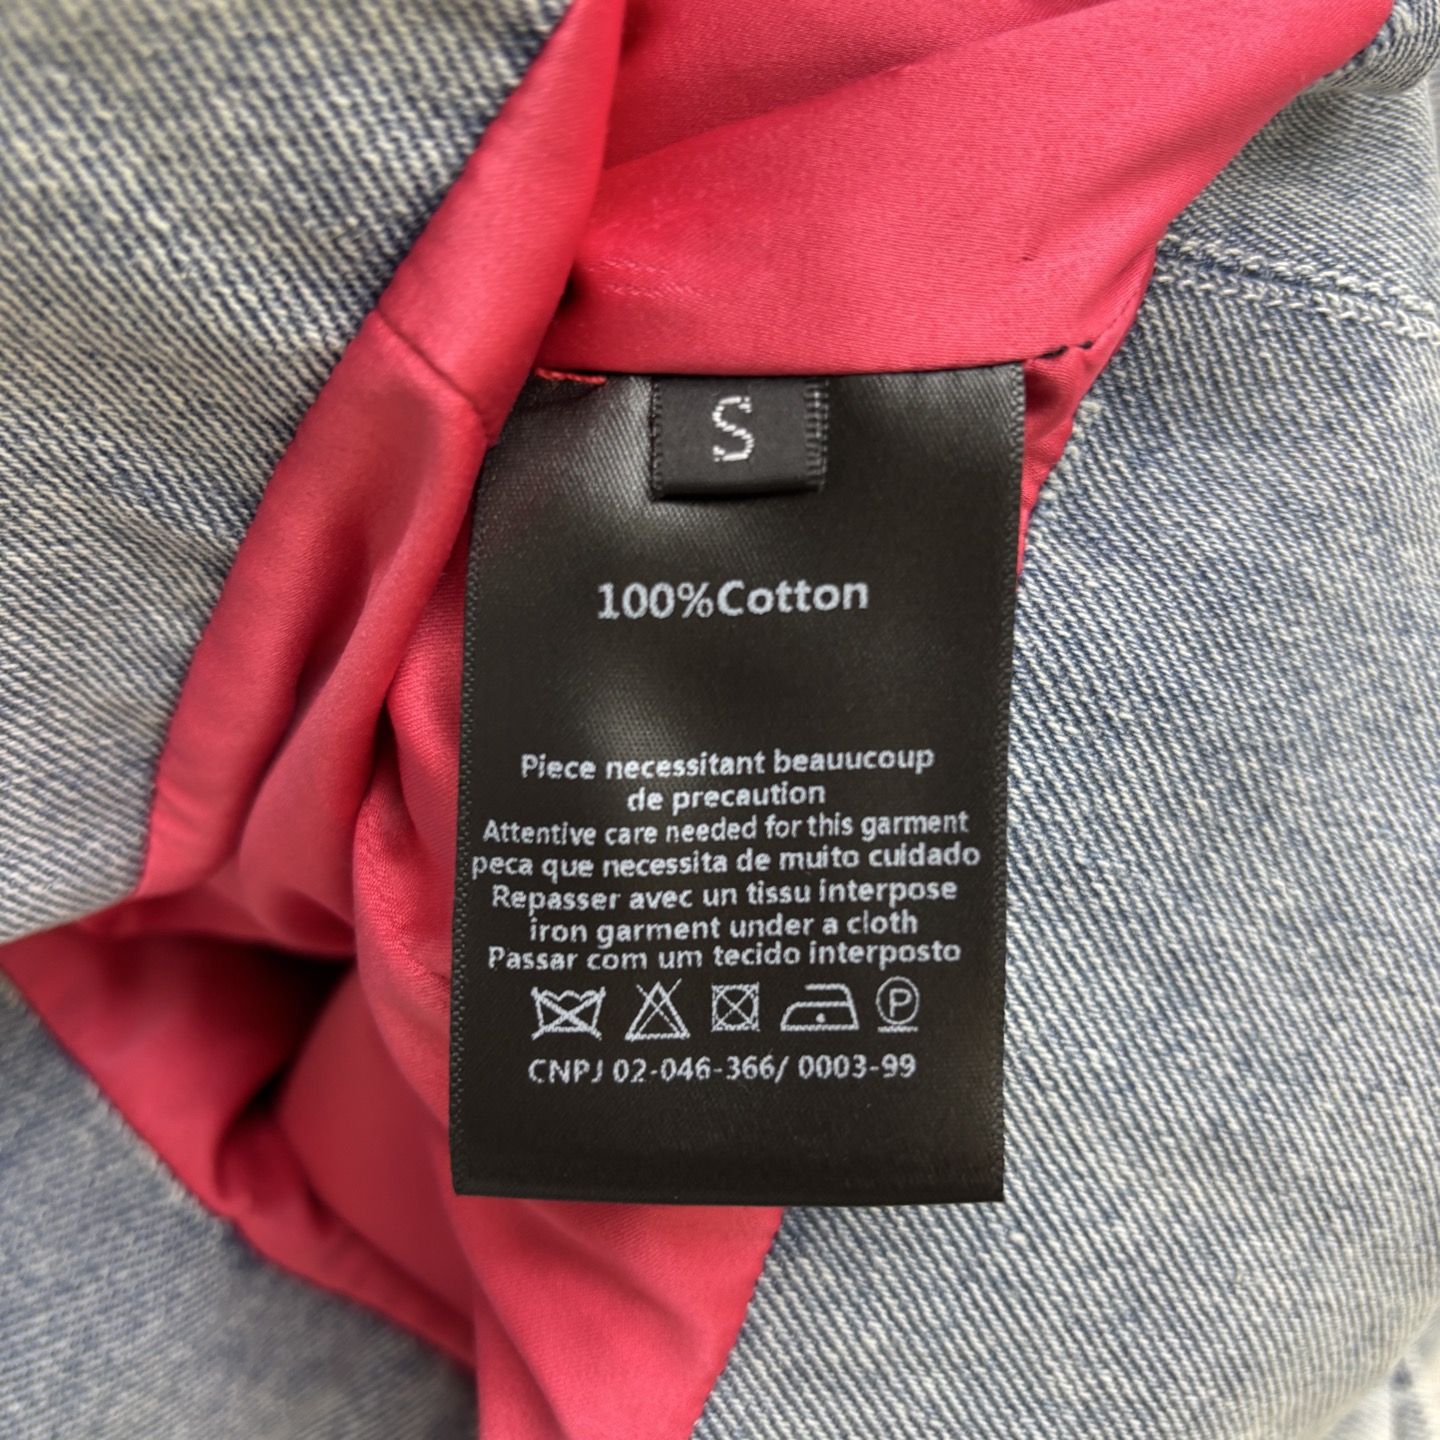 S
100%Cotton
Piece necessitant beauucoup
de precaution
Attentive care needed for this garment
peca que necessita de muito cuidado
Repasser avec un tissu interpose
iron garment under a cloth
Passar com um tecido interposto
P
CNPJ 02-046-366/ 0003-99